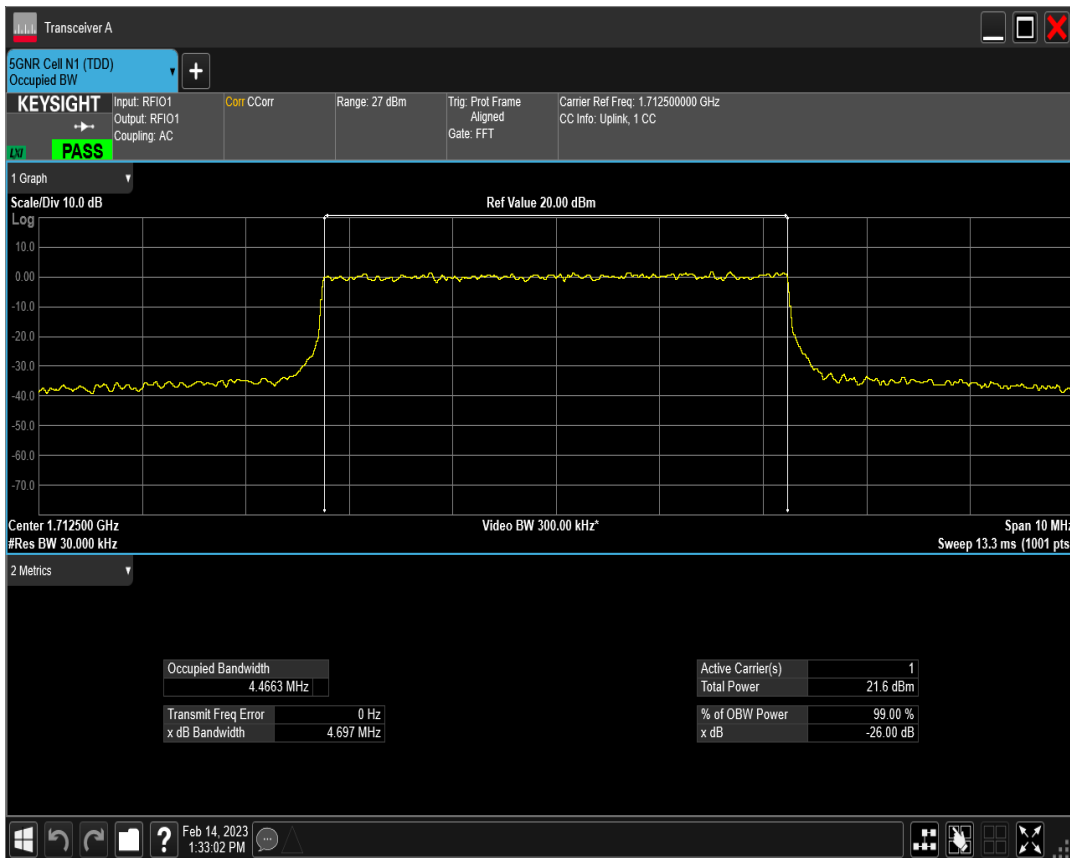 Transceiver A
5GNR Cell N1 (TDD)
Occupied BW
+
KEYSIGHT
LXI
PASS
Input: RFIO1
Output: RFIO1
Coupling: AC
Corr CCorr
Range: 27 dBm
Trig: Prot Frame
Aligned
Gate: FFT
Carrier Ref Freq: 1.712500000 GHz
CC Info: Uplink, 1 CC
1 Graph
Scale/Div 10.0 dB
Ref Value 20.00 dBm
Log
10.0
0.00
-10.0
-20.0
-30.0
-40.0
-50.0
-60.0
-70.0
Center 1.712500 GHz
Video BW 300.00 kHz*
Span 10 MHz
#Res BW 30.000 kHz
Sweep 13.3 ms (1001 pts
2 Metrics
Occupied Bandwidth
4.4663 MHz
Transmit Freq Error 0 Hz
x dB Bandwidth 4.697 MHz
Active Carrier(s) 1
Total Power 21.6 dBm
% of OBW Power 99.00 %
x dB -26.00 dB
?
Feb 14, 2023
1:33:02 PM